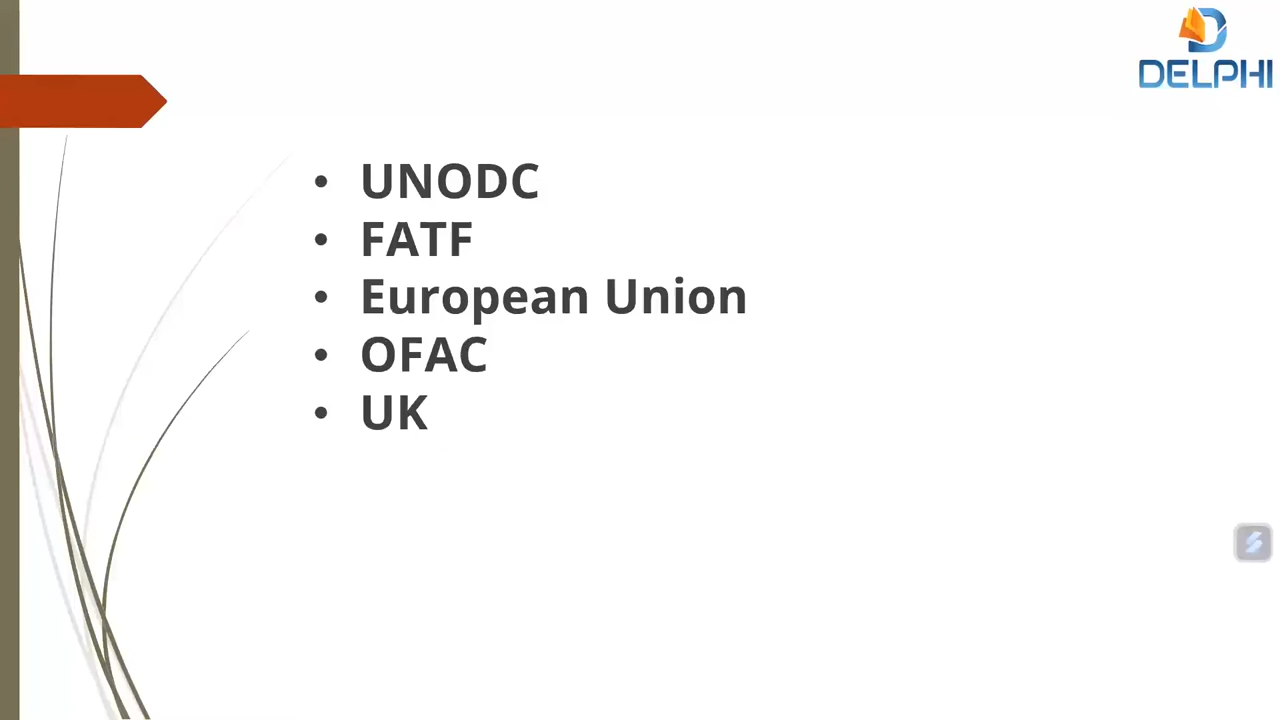 DELPHI
• UNODC
• FATF
• European Union
• OFAC
• UK